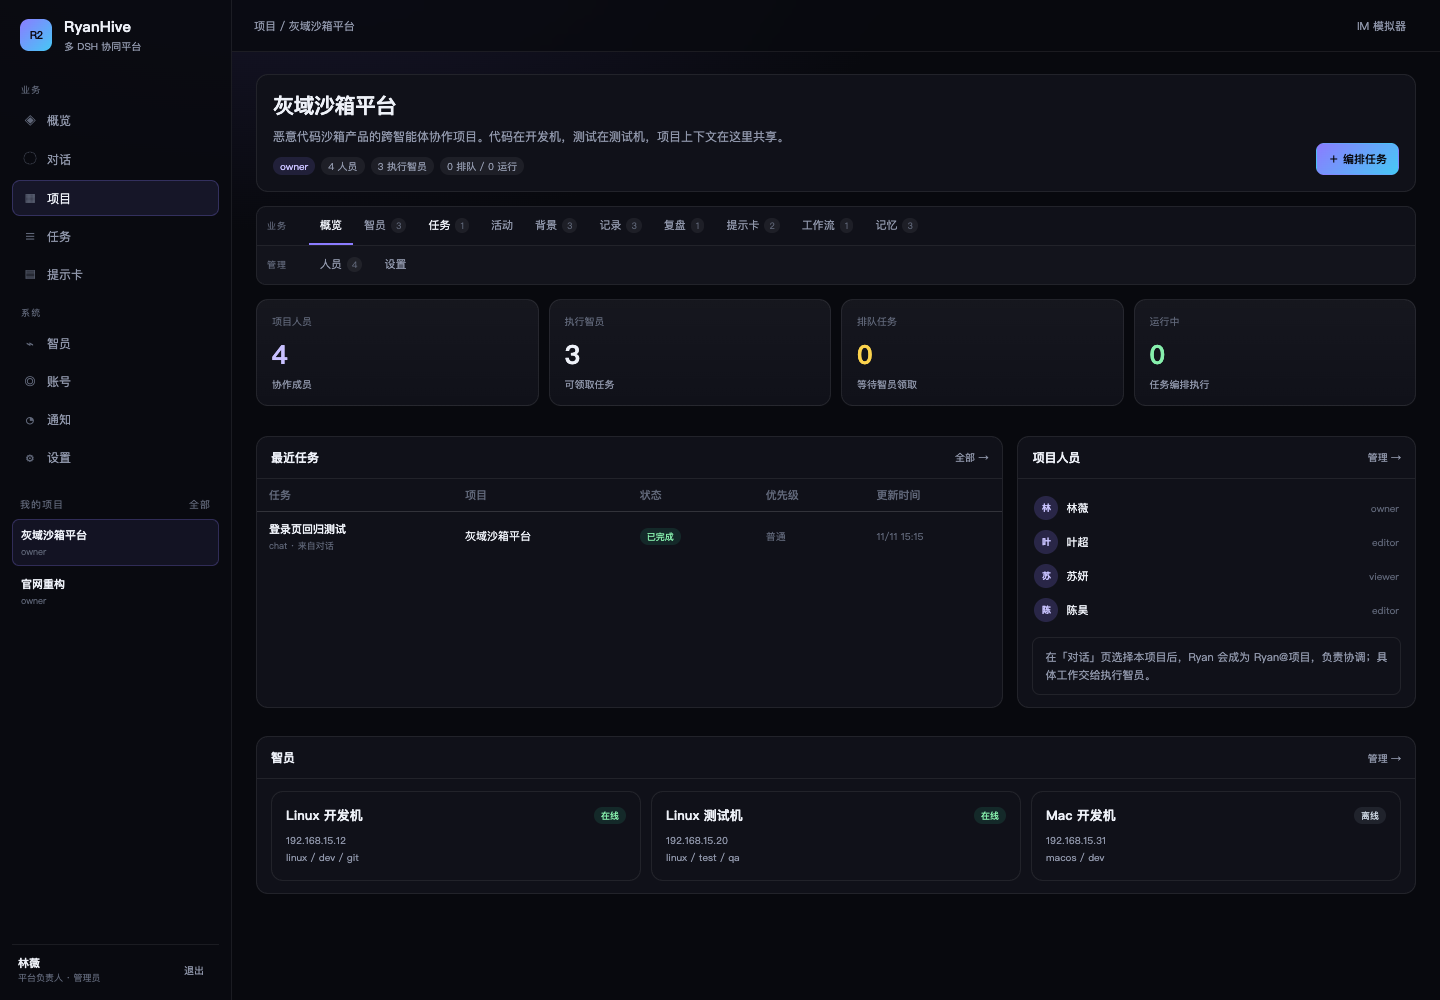 R2
RyanHive
多 DSH 协同平台
业务
概览
对话
项目
任务
提示卡
系统
智员
账号
通知
设置
我的项目 全部
灰域沙箱平台
owner
官网重构
owner
林薇
平台负责人 · 管理员
退出
项目 / 灰域沙箱平台
IM 模拟器
灰域沙箱平台
恶意代码沙箱产品的跨智能体协作项目。代码在开发机，测试在测试机，项目上下文在这里共享。
owner 4 人员 3 执行智员 0 排队 / 0 运行
+ 编排任务
业务 概览 智员 3 任务 1 活动 背景 3 记录 3 复盘 1 提示卡 2 工作流 1 记忆 3
管理 人员 4 设置
项目人员
4
协作成员
执行智员
3
可领取任务
排队任务
0
等待智员领取
运行中
0
任务编排执行
最近任务 全部 →
任务 项目 状态 优先级 更新时间
登录页回归测试 灰域沙箱平台 已完成 普通 11/11 15:15
chat · 来自对话
项目人员 管理 →
林 林薇 owner
叶 叶超 editor
苏 苏妍 viewer
陈 陈昊 editor
在「对话」页选择本项目后，Ryan 会成为 Ryan@项目，负责协调；具
体工作交给执行智员。
智员 管理 →
Linux 开发机 在线
192.168.15.12
linux / dev / git
Linux 测试机 在线
192.168.15.20
linux / test / qa
Mac 开发机 离线
192.168.15.31
macos / dev